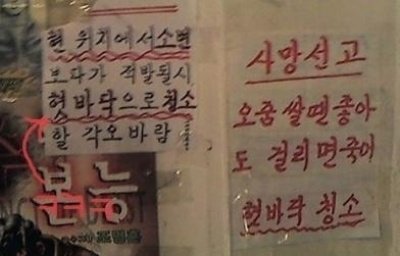 현 위치에서 소변
보다가 적발될시
혓바닥으로 청소
할 각오바람
본능
사망선고
오줌쌀땐 좋아
도 걸리면죽어
혓바닥 청소